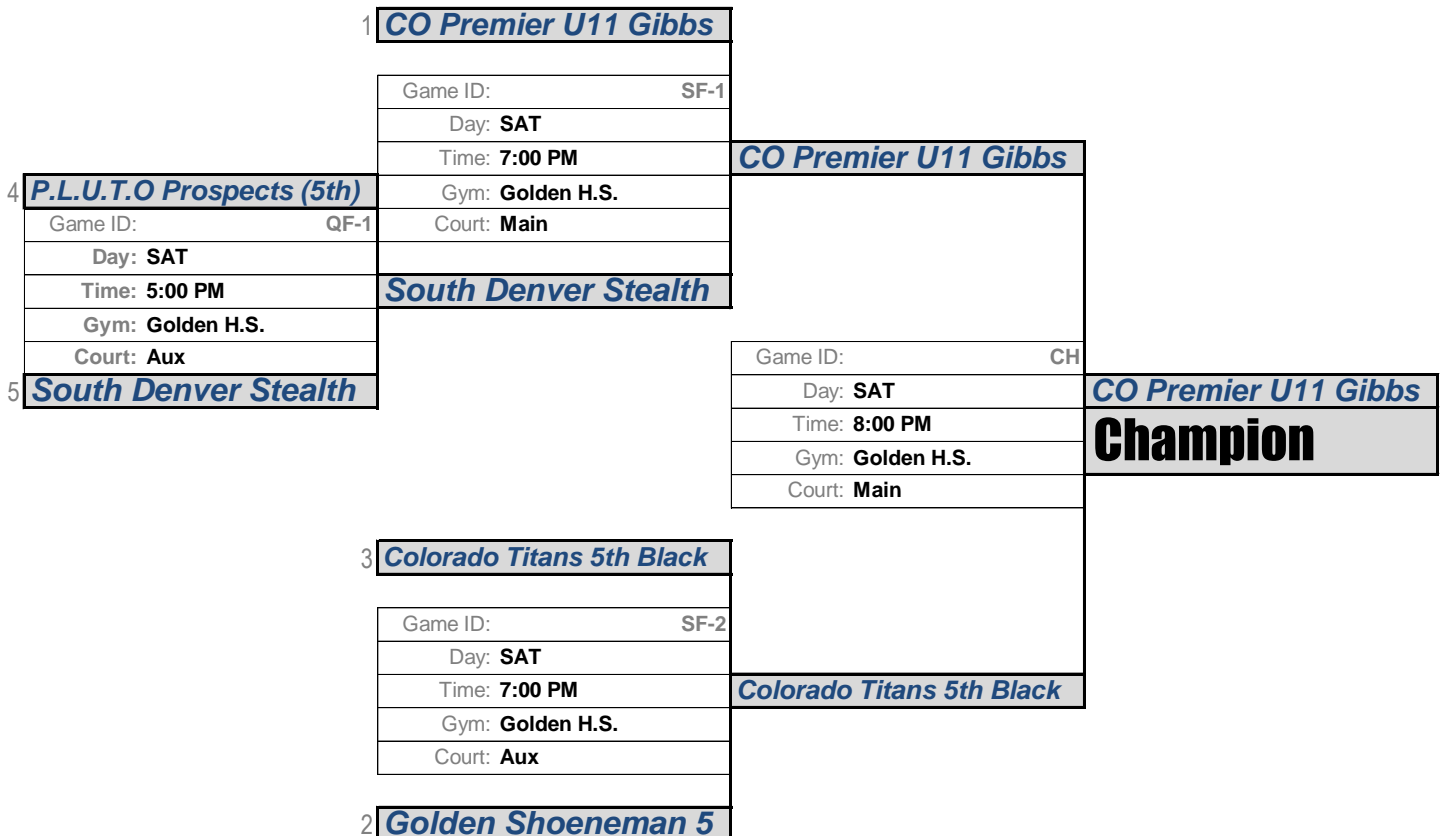 1 CO Premier U11 Gibbs
Game ID: SF-1
Day: SAT
Time: 7:00 PM
CO Premier U11 Gibbs
4 P.L.U.T.O Prospects (5th)
Gym: Golden H.S.
Game ID: QF-1
Court: Main
Day: SAT
Time: 5:00 PM
South Denver Stealth
Gym: Golden H.S.
Court: Aux
5 South Denver Stealth
Game ID: CH
Day: SAT
Time: 8:00 PM
Gym: Golden H.S.
Court: Main
CO Premier U11 Gibbs
Champion
3 Colorado Titans 5th Black
Game ID: SF-2
Day: SAT
Time: 7:00 PM
Colorado Titans 5th Black
Gym: Golden H.S.
Court: Aux
2 Golden Shoeneman 5